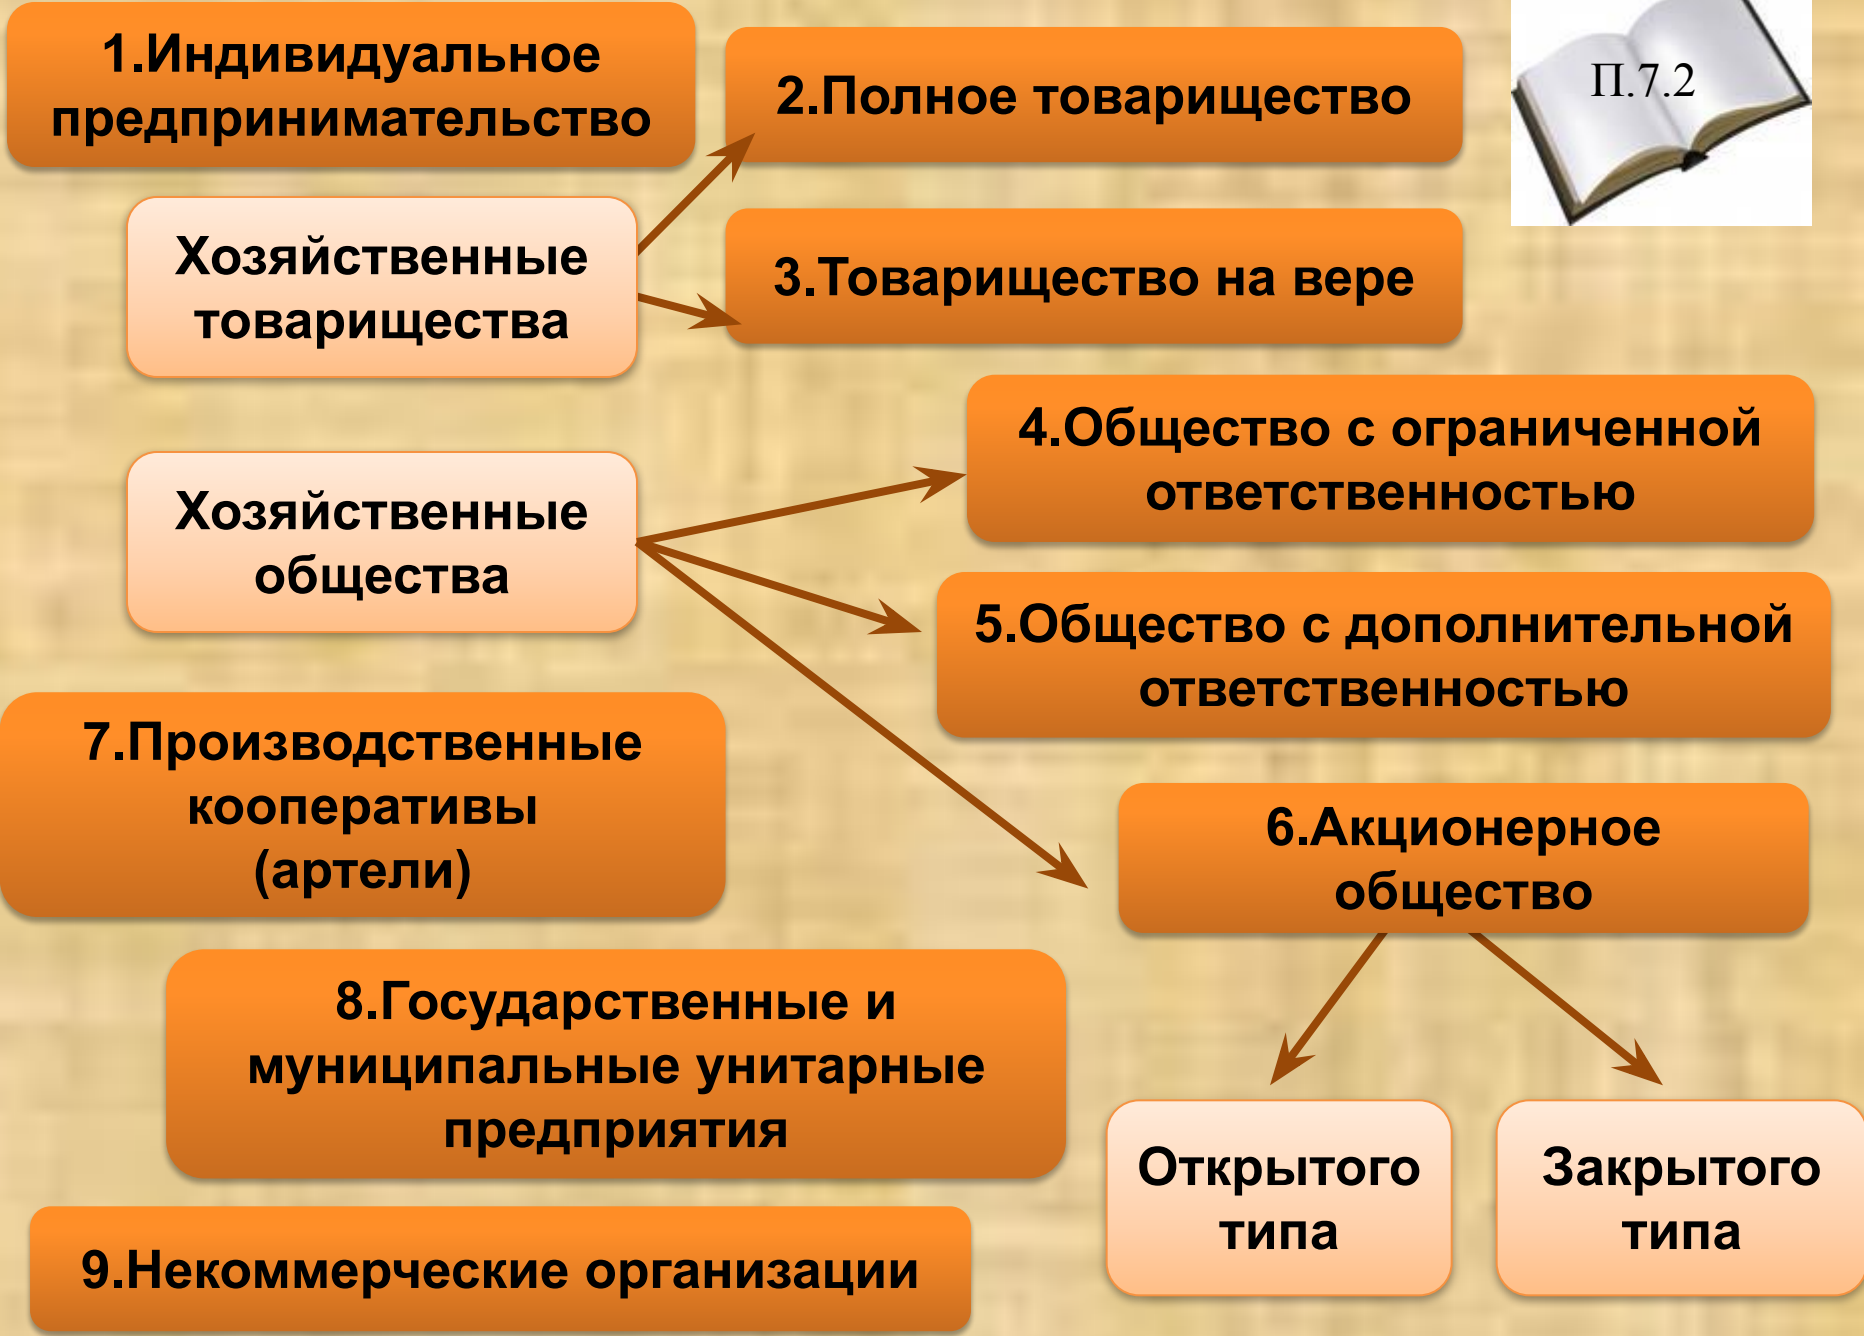 1.Индивидуальное
предпринимательство
2.Полное товарищество
П.7.2
Хозяйственные
товарищества
3.Товарищество на вере
4.Общество с ограниченной
ответственностью
Хозяйственные
общества
5.Общество с дополнительной
ответственностью
7.Производственные
кооперативы
(артели)
6.Акционерное
общество
8.Государственные и
муниципальные унитарные
предприятия
Открытого
типа
Закрытого
типа
9.Некоммерческие организации